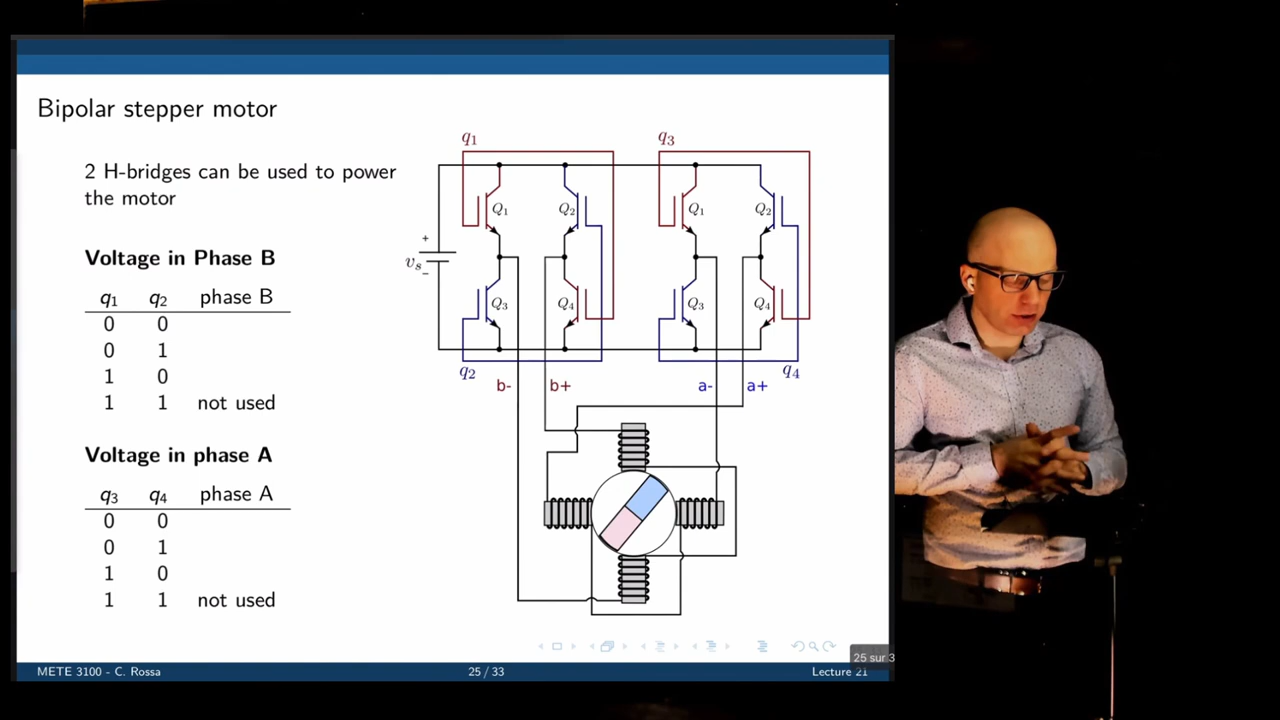 Bipolar stepper motor
2 H-bridges can be used to power
the motor
Voltage in Phase B
q₁ q₂ phase B
0 0
0 1
1 0
1 1 not used
Voltage in phase A
q₃ q₄ phase A
0 0
0 1
1 0
1 1 not used
q₁ q₃
Q₁ Q₂ Q₁ Q₂
+
vₛ
−
Q₃ Q₄ Q₃ Q₄
q₂ q₄
b- b+ a- a+
25 sur 3
METE 3100 - C. Rossa 25 / 33 Lecture 21